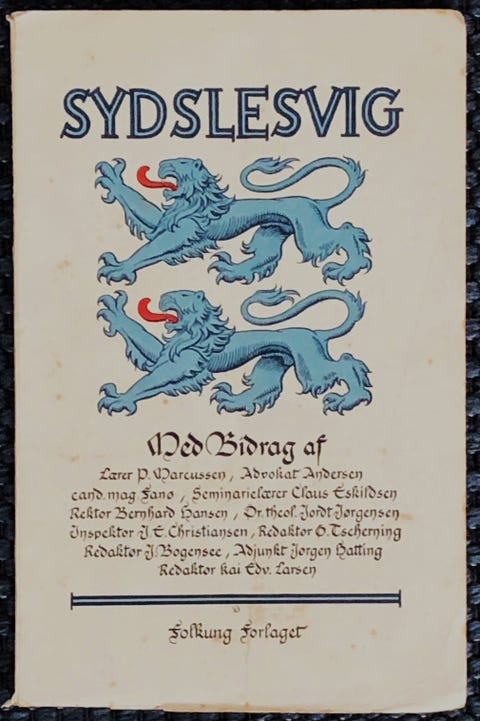 SYDSLESVIG
Med Bidrag af
Lærer P. Marcussen, Advokat Andersen
cand. mag Fanø, Seminarielærer Claus Eskildsen
Rektor Bernhard Hansen, Dr. theol. Jordt Jørgensen
Inspektør J. E. Christiansen, Redaktør O. Tscherning
Redaktør J. Bogensee, Adjunkt Jørgen Hatting
Redaktør Kai Edv. Larsen
Folkung Forlaget